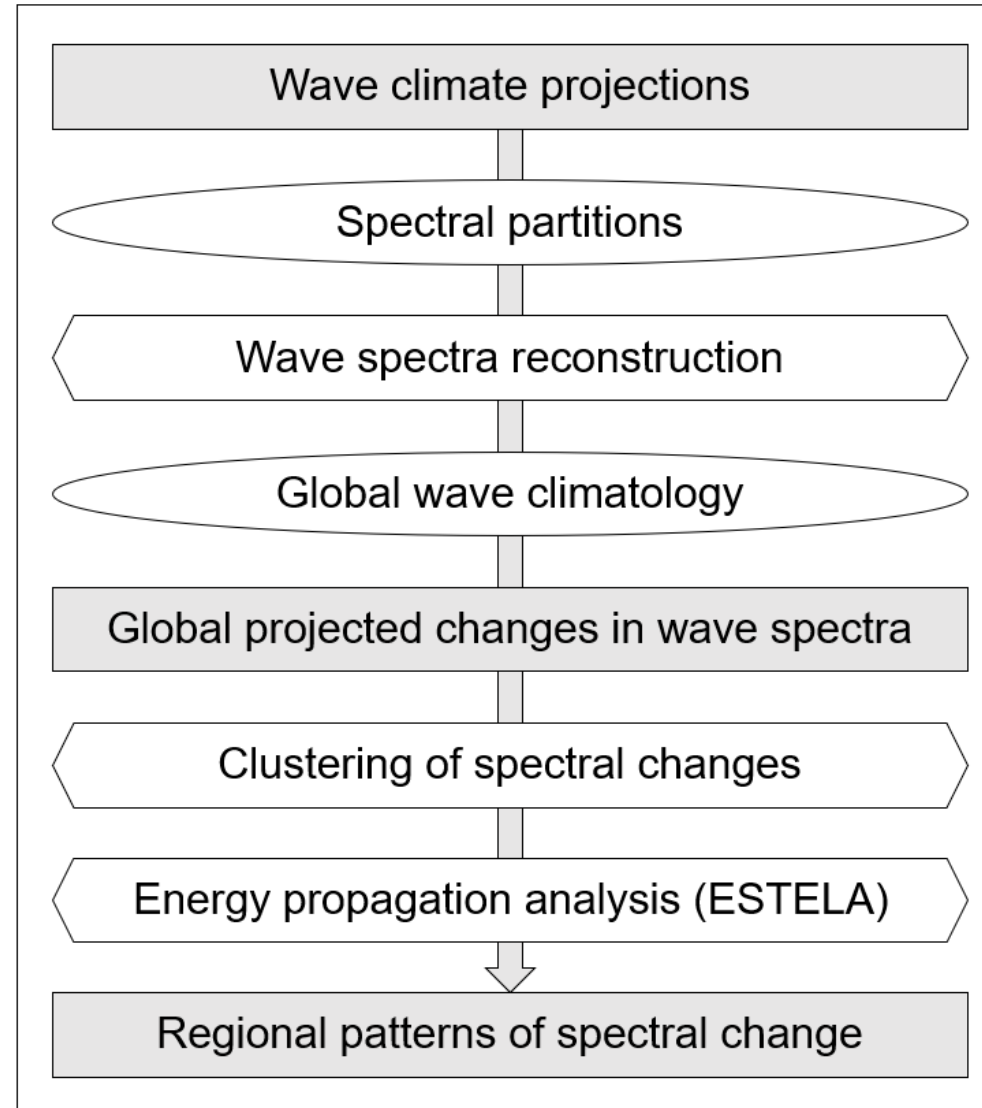 Wave climate projections
Spectral partitions
Wave spectra reconstruction
Global wave climatology
Global projected changes in wave spectra
Clustering of spectral changes
Energy propagation analysis (ESTELA)
Regional patterns of spectral change